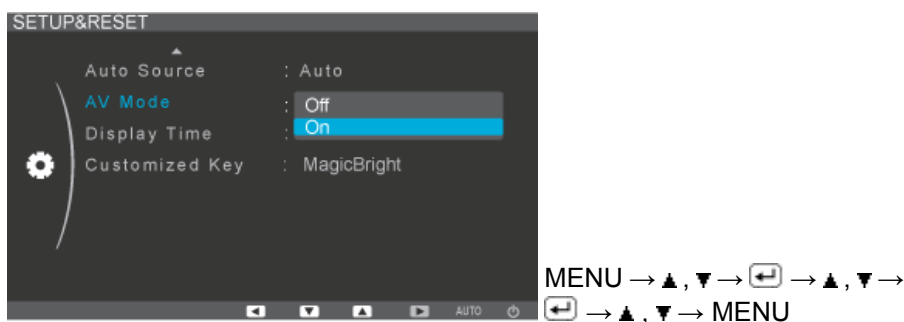 SETUP&RESET
Auto Source : Auto
AV Mode : Off
On
Display Time :
Customized Key : MagicBright
AUTO
MENU → ▲ , ▼ → ↵ → ▲ , ▼ →
↵ → ▲ , ▼ → MENU